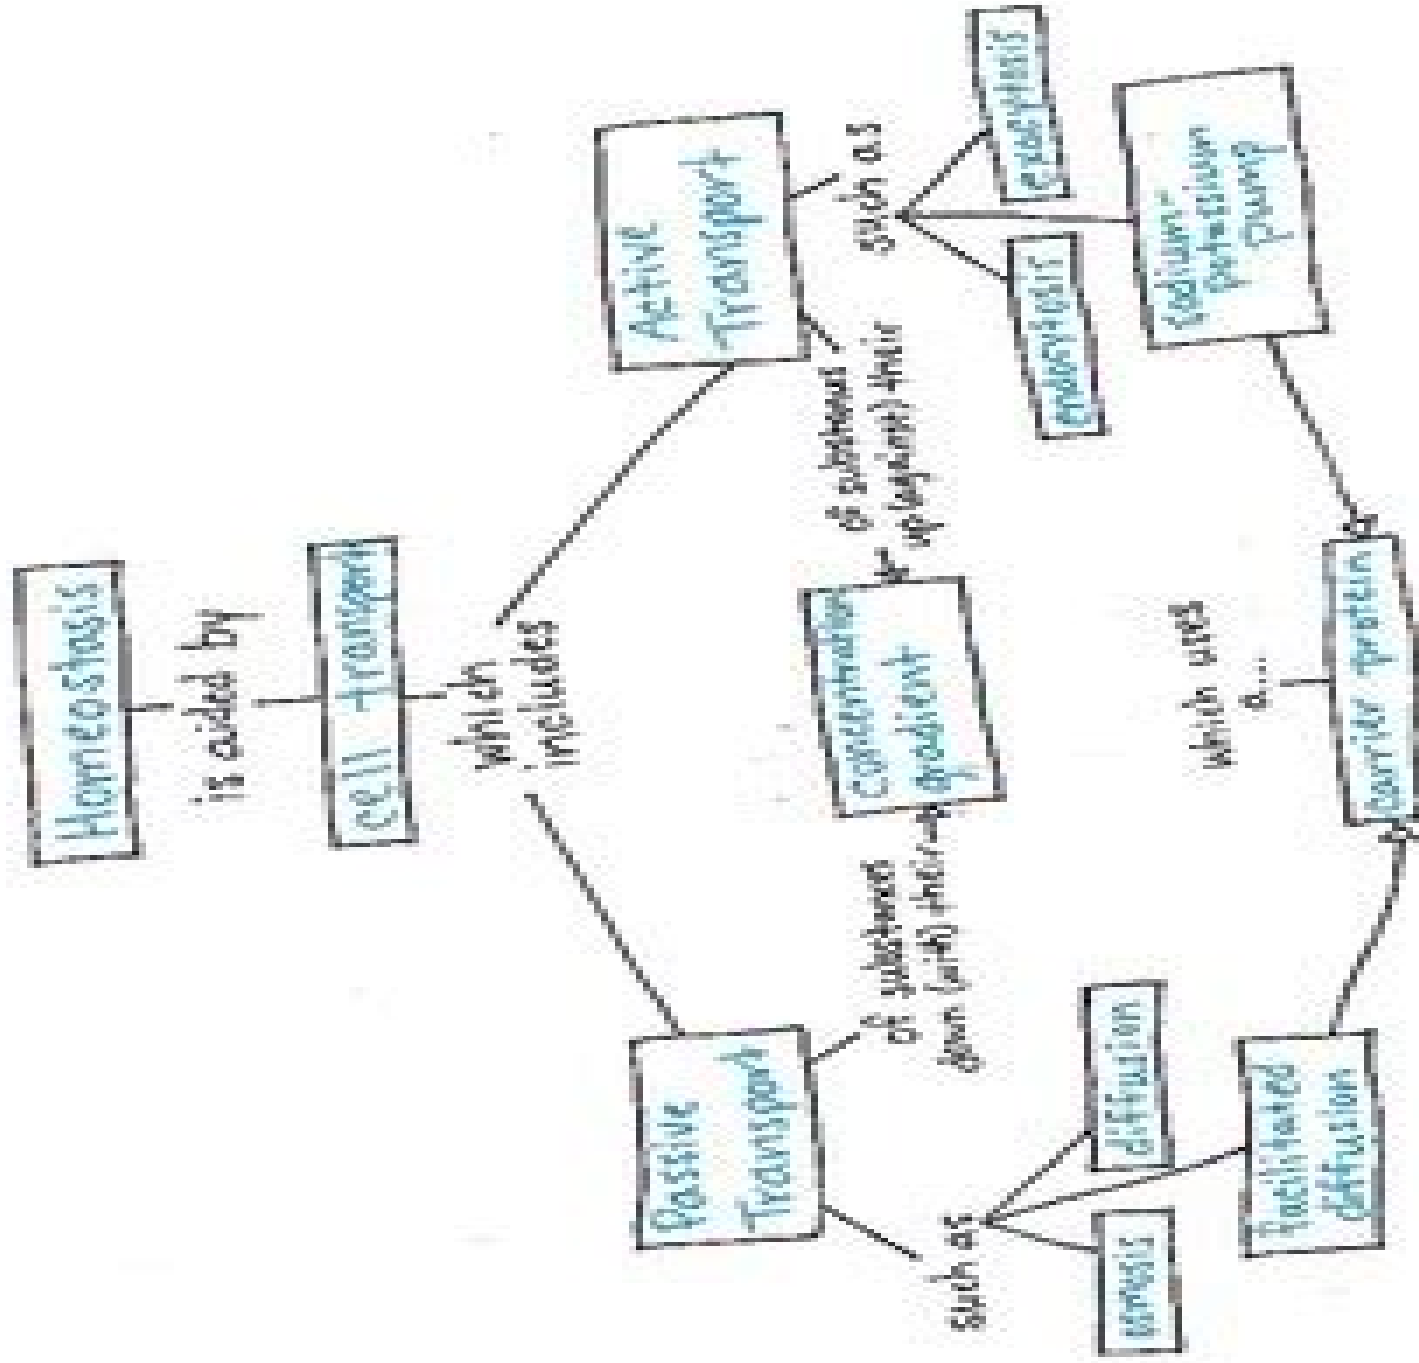 Homeostasis
is aided by
cell transport
which
includes
Passive
Transport
Active
Transport
of substances
down (with) their
concentration
gradient
of substances
up (against) their
such as
osmosis
diffusion
Facilitated
diffusion
such as
endocytosis
exocytosis
sodium-
potassium
pump
which uses
a...
carrier protein